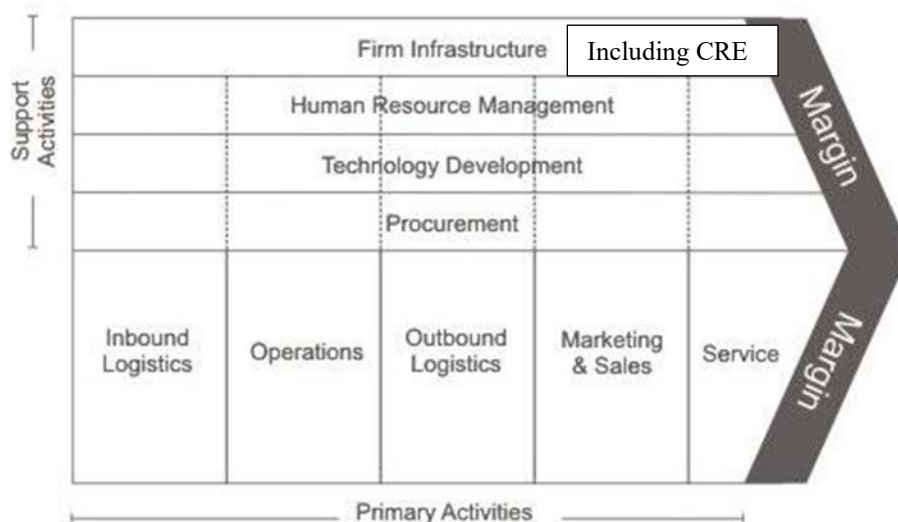 Support
Activities
Firm Infrastructure
Including CRE
Human Resource Management
Technology Development
Procurement
Margin
Inbound
Logistics
Operations
Outbound
Logistics
Marketing
& Sales
Service
Margin
Primary Activities